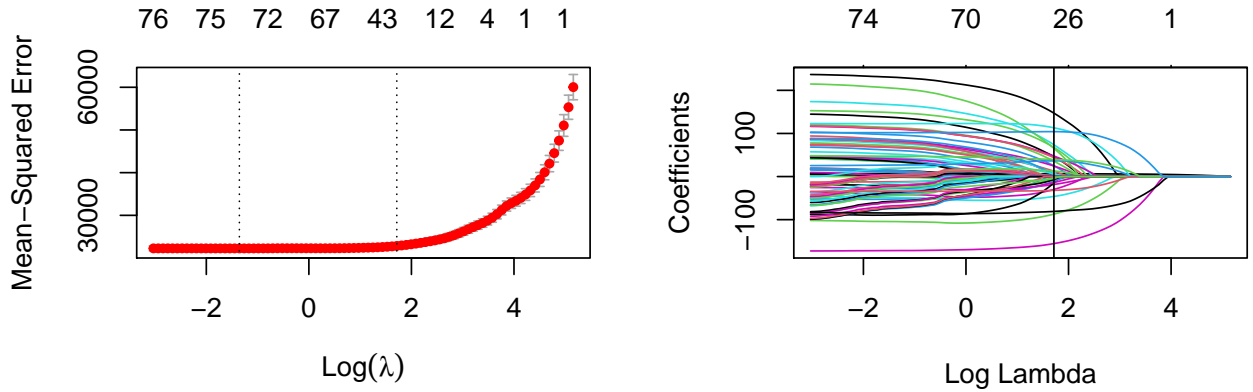 76 75 72 67 43 12 4 1 1
Mean−Squared Error
30000 60000
−2 0 2 4
Log(λ)
74 70 26 1
Coefficients
−100 100
−2 0 2 4
Log Lambda